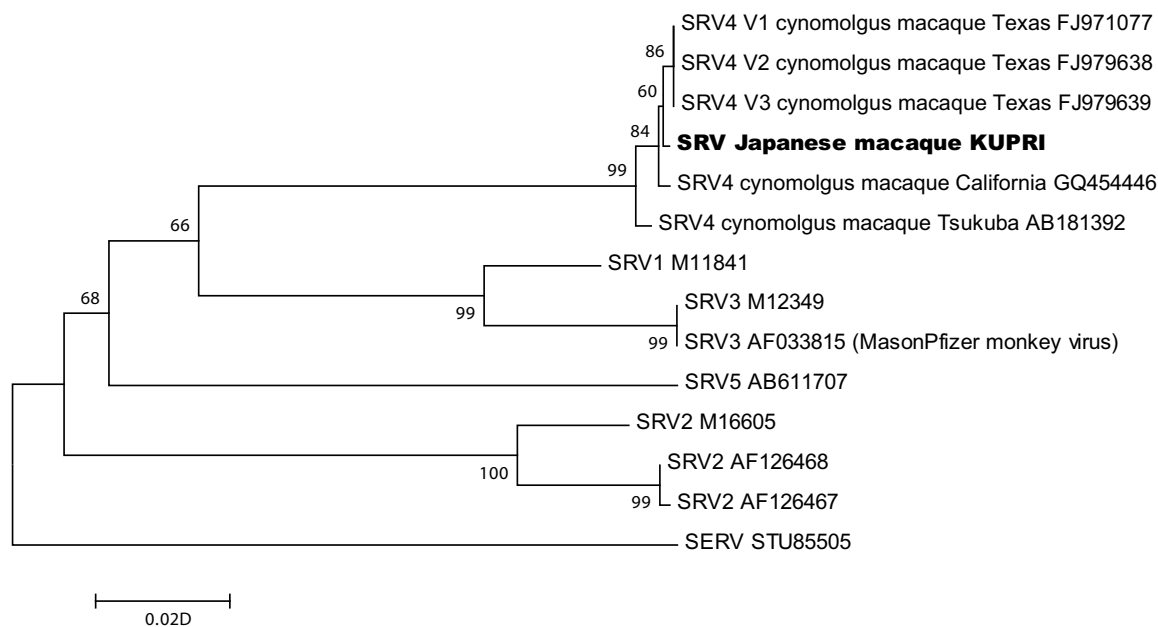 SRV4 V1 cynomolgus macaque Texas FJ971077
86
SRV4 V2 cynomolgus macaque Texas FJ979638
60
SRV4 V3 cynomolgus macaque Texas FJ979639
84
SRV Japanese macaque KUPRI
99
SRV4 cynomolgus macaque California GQ454446
66
SRV4 cynomolgus macaque Tsukuba AB181392
SRV1 M11841
68
SRV3 M12349
99
99
SRV3 AF033815 (MasonPfizer monkey virus)
SRV5 AB611707
SRV2 M16605
SRV2 AF126468
100
99
SRV2 AF126467
SERV STU85505
0.02D